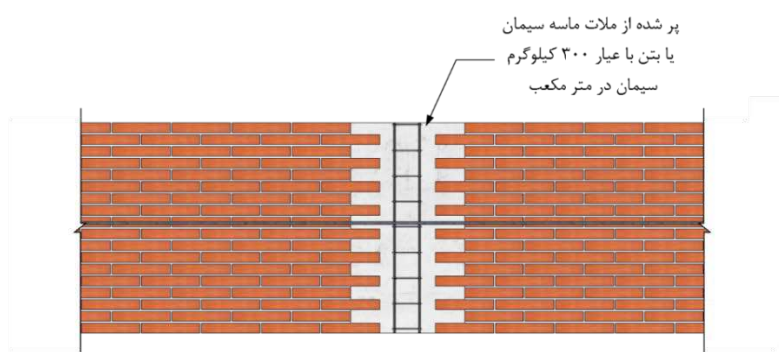 پر شده از ملات ماسه سیمان
یا بتن با عیار ۳۰۰ کیلوگرم
سیمان در متر مکعب